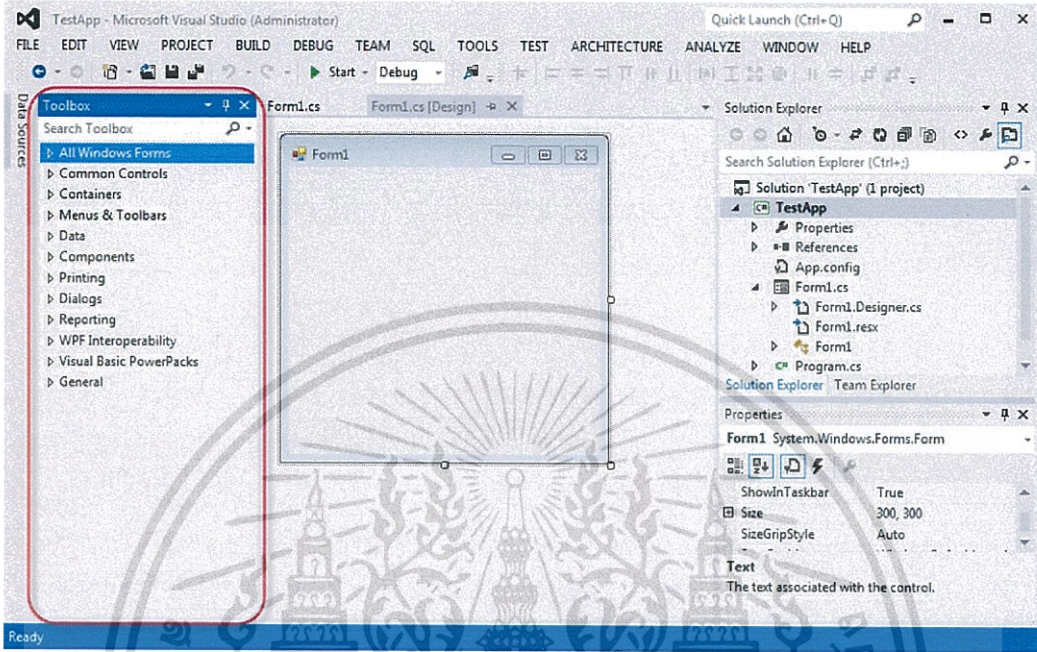 TestApp - Microsoft Visual Studio (Administrator)
Quick Launch (Ctrl+Q)
FILE EDIT VIEW PROJECT BUILD DEBUG TEAM SQL TOOLS TEST ARCHITECTURE ANALYZE WINDOW HELP
Start Debug
Data Sources
Toolbox
Search Toolbox
All Windows Forms
Common Controls
Containers
Menus & Toolbars
Data
Components
Printing
Dialogs
Reporting
WPF Interoperability
Visual Basic PowerPacks
General
Form1.cs Form1.cs [Design]
Form1
Solution Explorer
Search Solution Explorer (Ctrl+;)
Solution 'TestApp' (1 project)
TestApp
Properties
References
App.config
Form1.cs
Form1.Designer.cs
Form1.resx
Form1
Program.cs
Solution Explorer Team Explorer
Properties
Form1 System.Windows.Forms.Form
ShowInTaskbar True
Size 300, 300
SizeGripStyle Auto
Text
The text associated with the control.
Ready